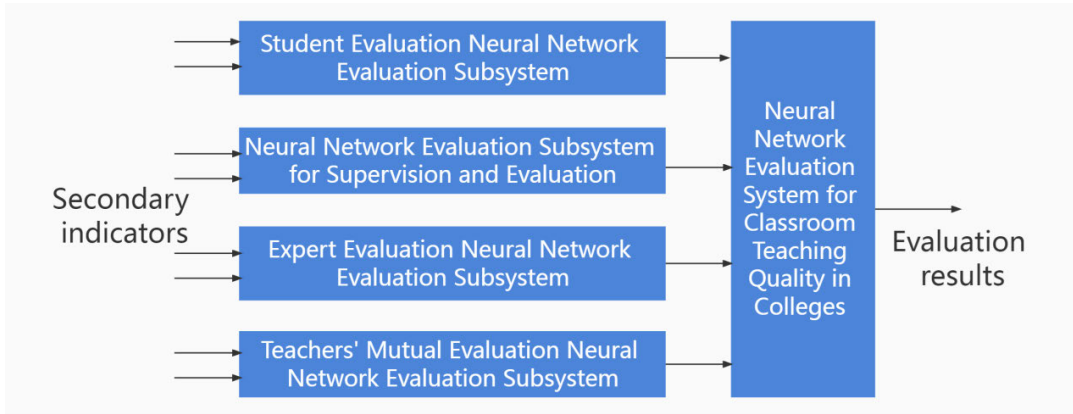 Student Evaluation Neural Network
Evaluation Subsystem
Neural Network Evaluation Subsystem
for Supervision and Evaluation
Secondary
indicators
Expert Evaluation Neural Network
Evaluation Subsystem
Teachers' Mutual Evaluation Neural
Network Evaluation Subsystem
Neural
Network
Evaluation
System for
Classroom
Teaching
Quality in
Colleges
Evaluation
results